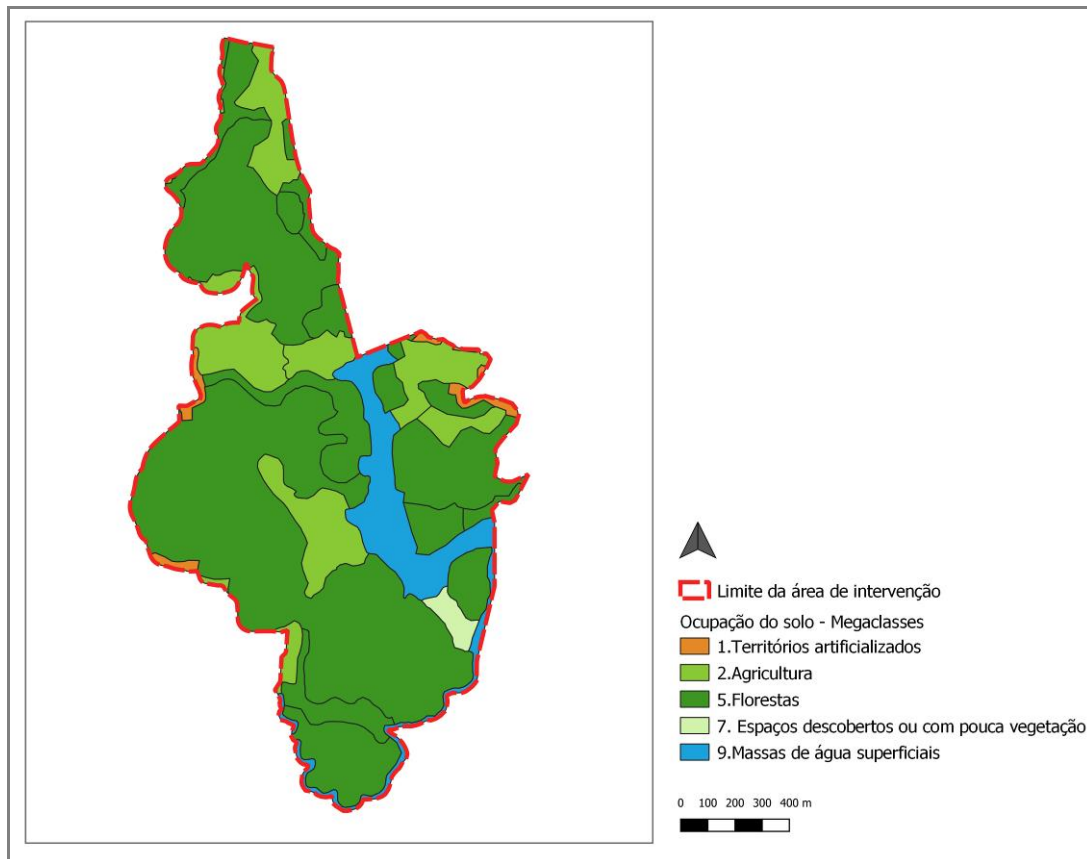 Limite da área de intervenção
Ocupação do solo - Megaclasses
1.Territórios artificializados
2.Agricultura
5.Florestas
7. Espaços descobertos ou com pouca vegetação
9.Massas de água superficiais
0 100 200 300 400 m